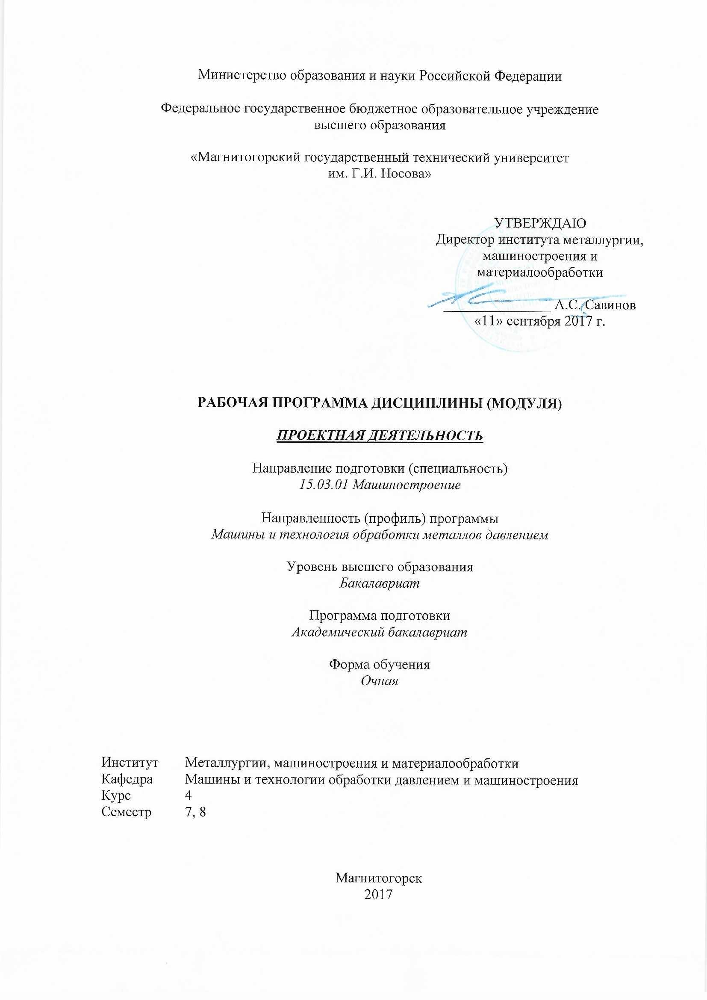 Министерство образования и науки Российской Федерации
Федеральное государственное бюджетное образовательное учреждение
высшего образования
«Магнитогорский государственный технический университет
им. Г.И. Носова»
УТВЕРЖДАЮ
Директор института металлургии,
машиностроения и
материалообработки
А.С. Савинов
«11» сентября 2017 г.
РАБОЧАЯ ПРОГРАММА ДИСЦИПЛИНЫ (МОДУЛЯ)
ПРОЕКТНАЯ ДЕЯТЕЛЬНОСТЬ
Направление подготовки (специальность)
15.03.01 Машиностроение
Направленность (профиль) программы
Машины и технология обработки металлов давлением
Уровень высшего образования
Бакалавриат
Программа подготовки
Академический бакалавриат
Форма обучения
Очная
Институт Металлургии, машиностроения и материалообработки
Кафедра Машины и технологии обработки давлением и машиностроения
Курс 4
Семестр 7, 8
Магнитогорск
2017